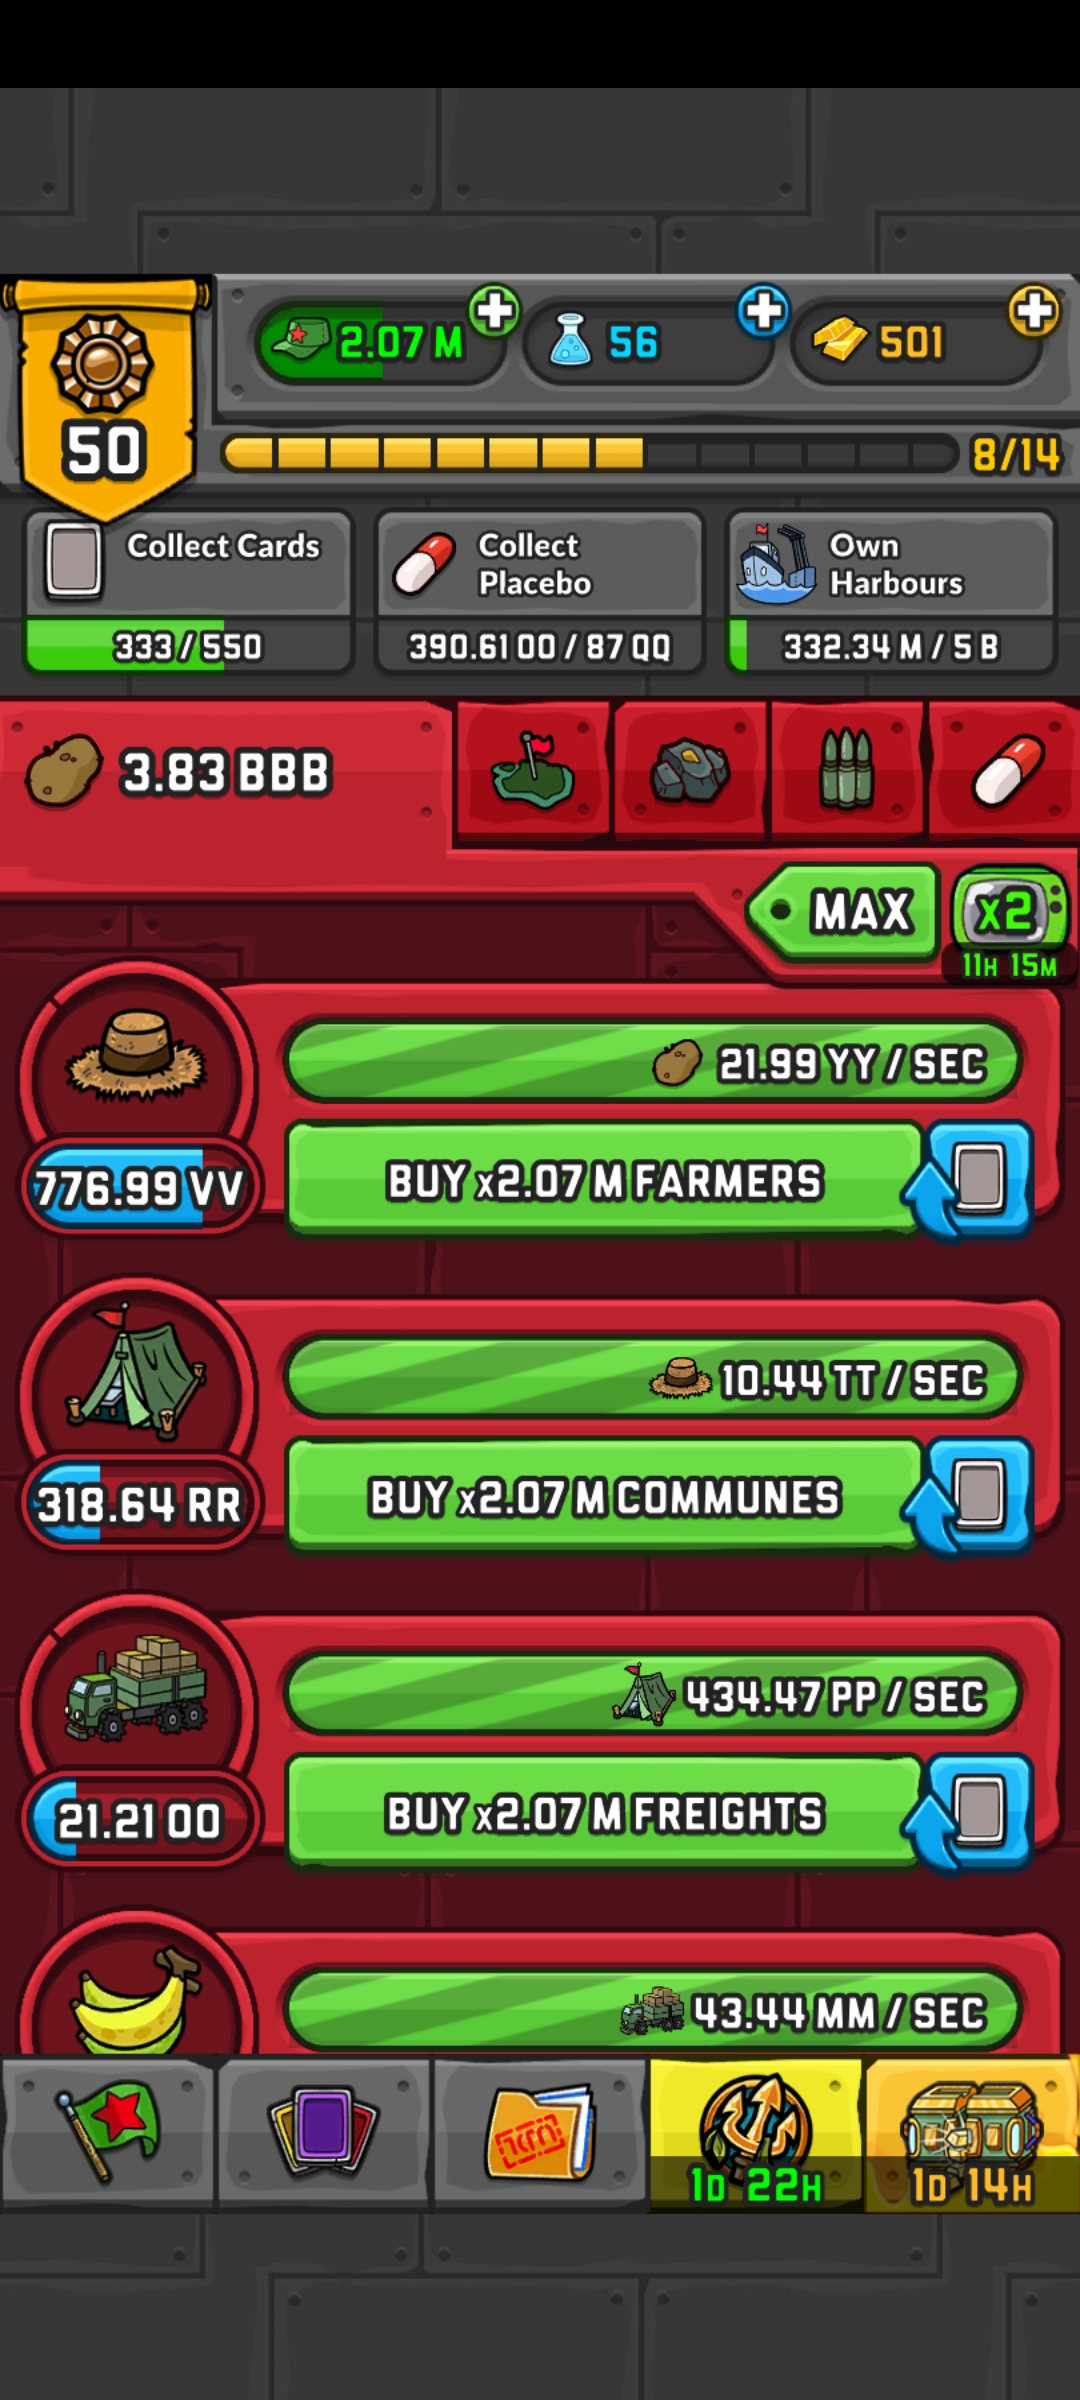 2.07 M
56
501
50
8/14
Collect Cards
333 / 550
Collect
Placebo
390.61 OO / 87 QQ
Own
Harbours
332.34 M / 5 B
3.83 BBB
MAX
x2
11H 15M
21.99 YY / SEC
776.99 VV
BUY x2.07 M FARMERS
10.44 TT / SEC
318.64 RR
BUY x2.07 M COMMUNES
434.47 PP / SEC
21.21 OO
BUY x2.07 M FREIGHTS
43.44 MM / SEC
1D 22H
1D 14H